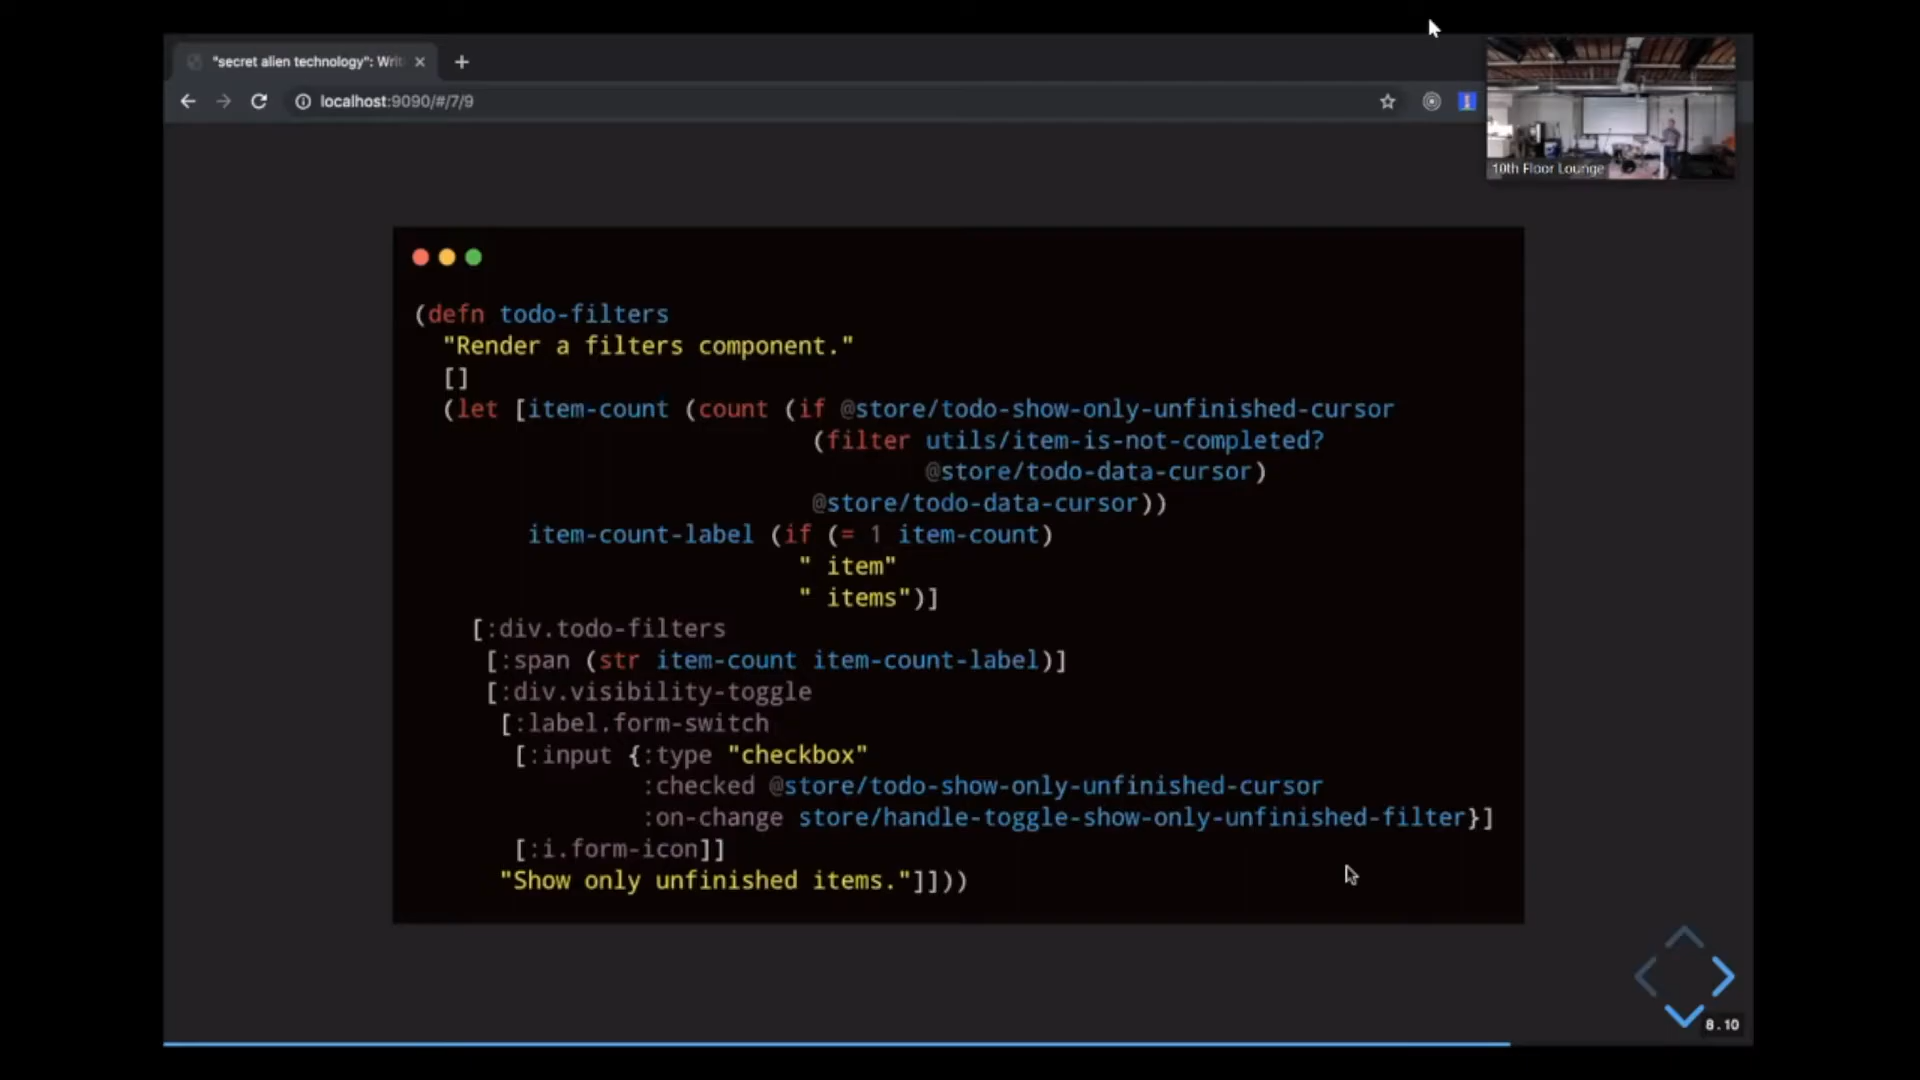 "secret alien technology": Writ
localhost:9090/#/7/9
10th Floor Lounge
(defn todo-filters
"Render a filters component."
[]
(let [item-count (count (if @store/todo-show-only-unfinished-cursor
(filter utils/item-is-not-completed?
@store/todo-data-cursor)
@store/todo-data-cursor))
item-count-label (if (= 1 item-count)
" item"
" items")]
[:div.todo-filters
[:span (str item-count item-count-label)]
[:div.visibility-toggle
[:label.form-switch
[:input {:type "checkbox"
:checked @store/todo-show-only-unfinished-cursor
:on-change store/handle-toggle-show-only-unfinished-filter}]
[:i.form-icon]]
"Show only unfinished items."]]))
8.10